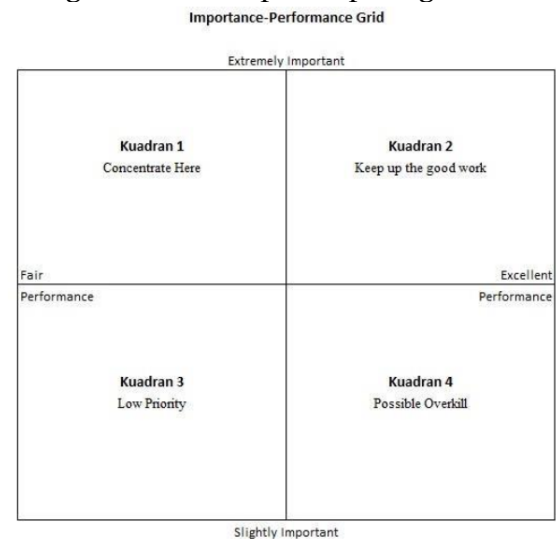 Importance-Performance Grid
Extremely Important
Kuadran 1
Concentrate Here
Kuadran 2
Keep up the good work
Fair
Performance
Excellent
Performance
Kuadran 3
Low Priority
Kuadran 4
Possible Overkill
Slightly Important